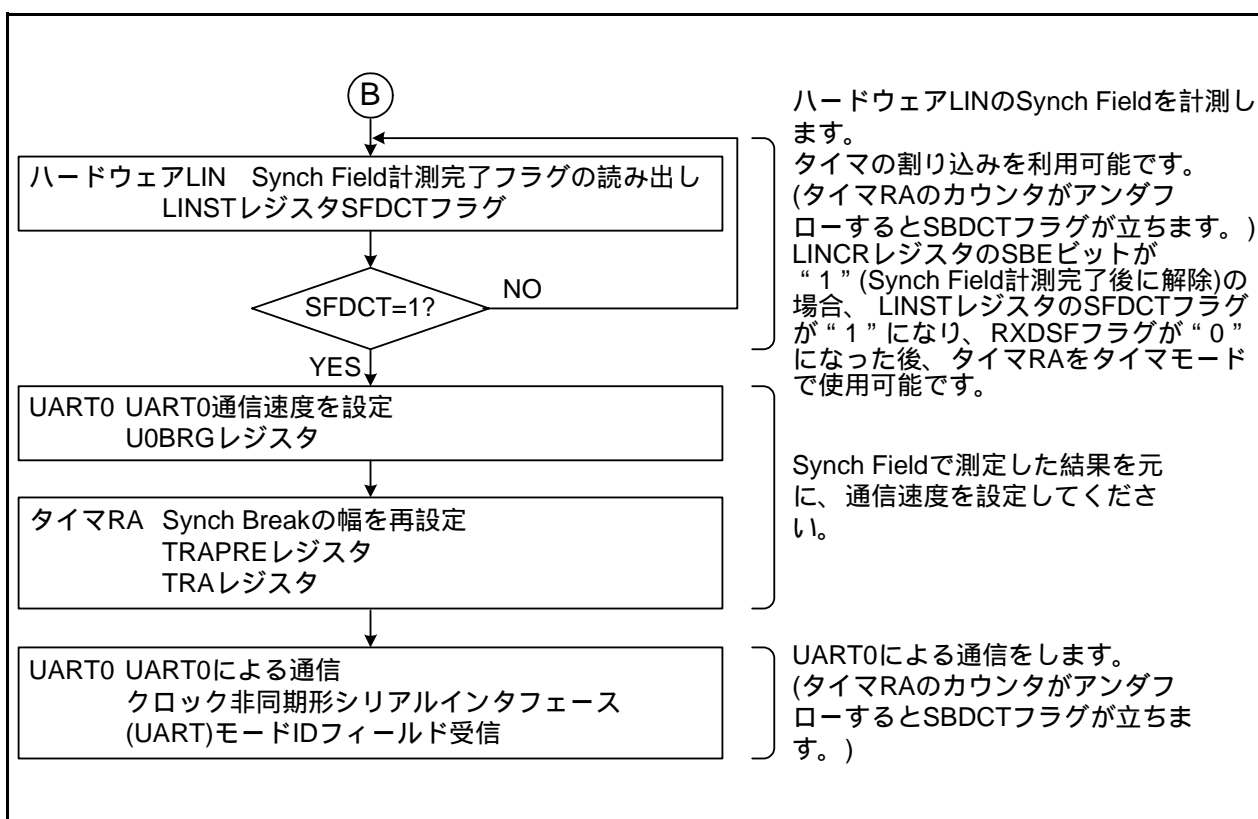 B
ハードウェアLIN Synch Field計測完了フラグの読み出し
LINSTレジスタSFDCTフラグ
SFDCT=1?
NO
YES
ハードウェアLINのSynch Fieldを計測し
ます。
タイマの割り込みを利用可能です。
(タイマRAのカウンタがアンダフ
ローするとSBDCTフラグが立ちます。)
LINCRレジスタのSBEビットが
“1”(Synch Field計測完了後に解除)の
場合、LINSTレジスタのSFDCTフラグ
が“1”になり、RXDSFフラグが“0”
になった後、タイマRAをタイマモード
で使用可能です。
UART0 UART0通信速度を設定
U0BRGレジスタ
タイマRA Synch Breakの幅を再設定
TRAPREレジスタ
TRAレジスタ
Synch Fieldで測定した結果を元
に、通信速度を設定してくださ
い。
UART0 UART0による通信
クロック非同期形シリアルインタフェース
(UART)モードIDフィールド受信
UART0による通信をします。
(タイマRAのカウンタがアンダフ
ローするとSBDCTフラグが立ちま
す。)